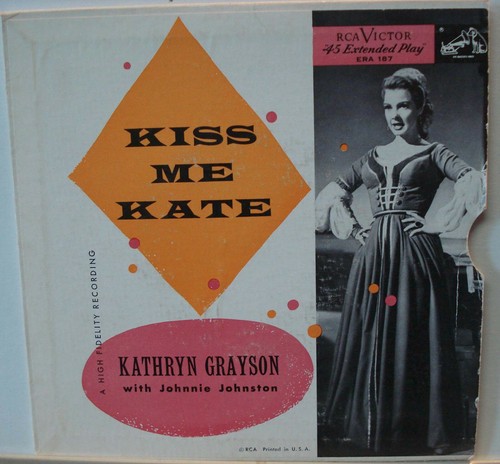 RCA VICTOR
45 Extended Play
ERA 187
KISS
ME
KATE
A HIGH FIDELITY RECORDING
KATHRYN GRAYSON
with Johnnie Johnston
©RCA Printed in U.S.A.